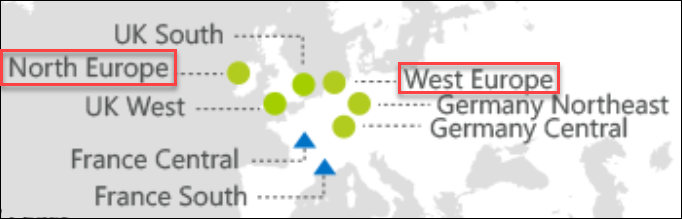 UK South
North Europe
West Europe
UK West
Germany Northeast
Germany Central
France Central
France South